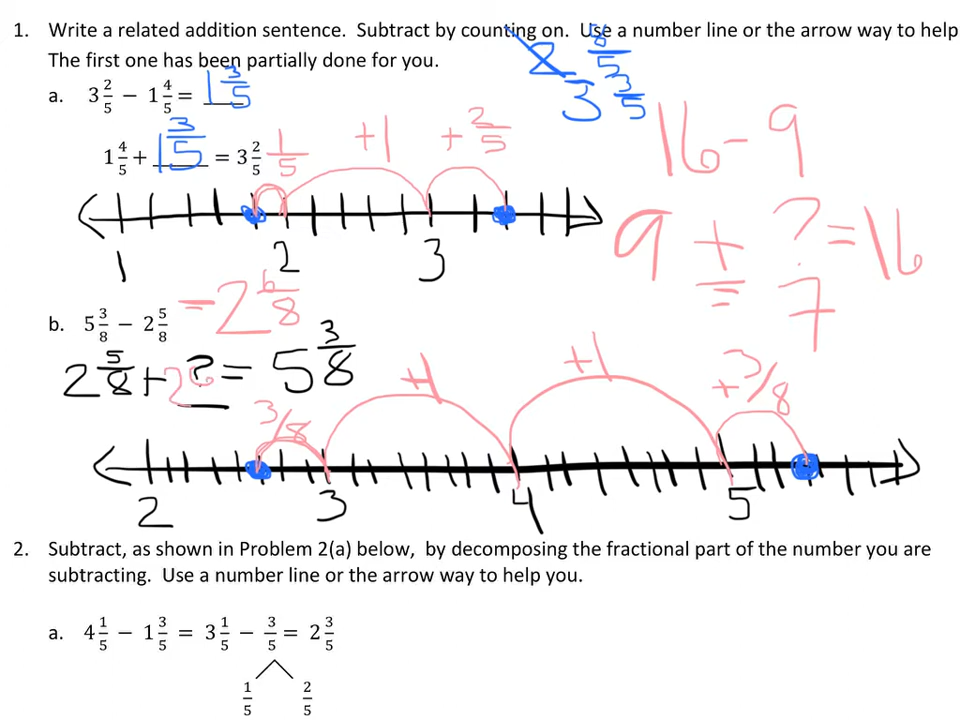 1. Write a related addition sentence. Subtract by counting on. Use a number line or the arrow way to help
The first one has been partially done for you.
2 8/5
3 3/5
a. 3 2/5 − 1 4/5 = 1 3/5
1 4/5 + 1 3/5 = 3 2/5
1/5 +1 + 2/5
16 - 9
1 2 3
9 + ? = 16
7
b. 5 3/8 − 2 5/8 = 2 6/8
2 5/8 + ? = 5 3/8
3/8 +1 +1 +3/8
2 3 4 5
2. Subtract, as shown in Problem 2(a) below, by decomposing the fractional part of the number you are
subtracting. Use a number line or the arrow way to help you.
a. 4 1/5 − 1 3/5 = 3 1/5 − 3/5 = 2 3/5
1/5 2/5